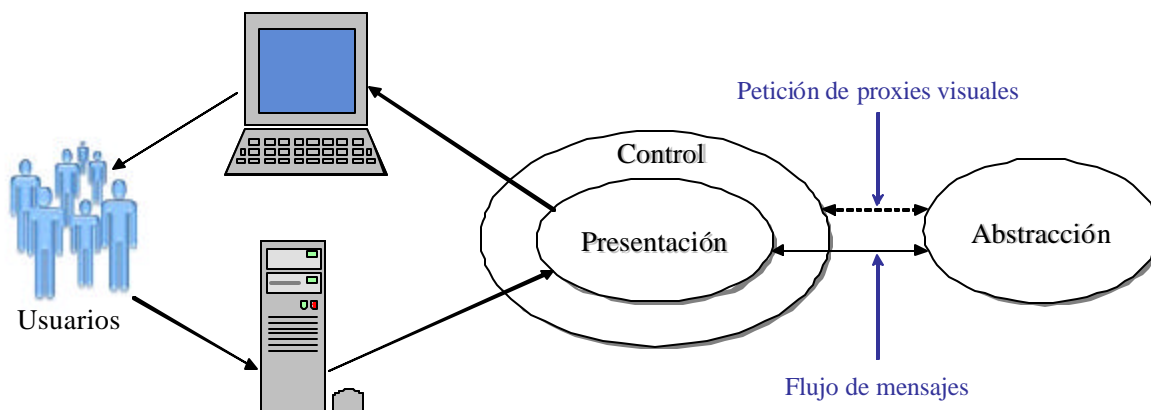 Petición de proxies visuales
Control
Presentación
Abstracción
Usuarios
Flujo de mensajes